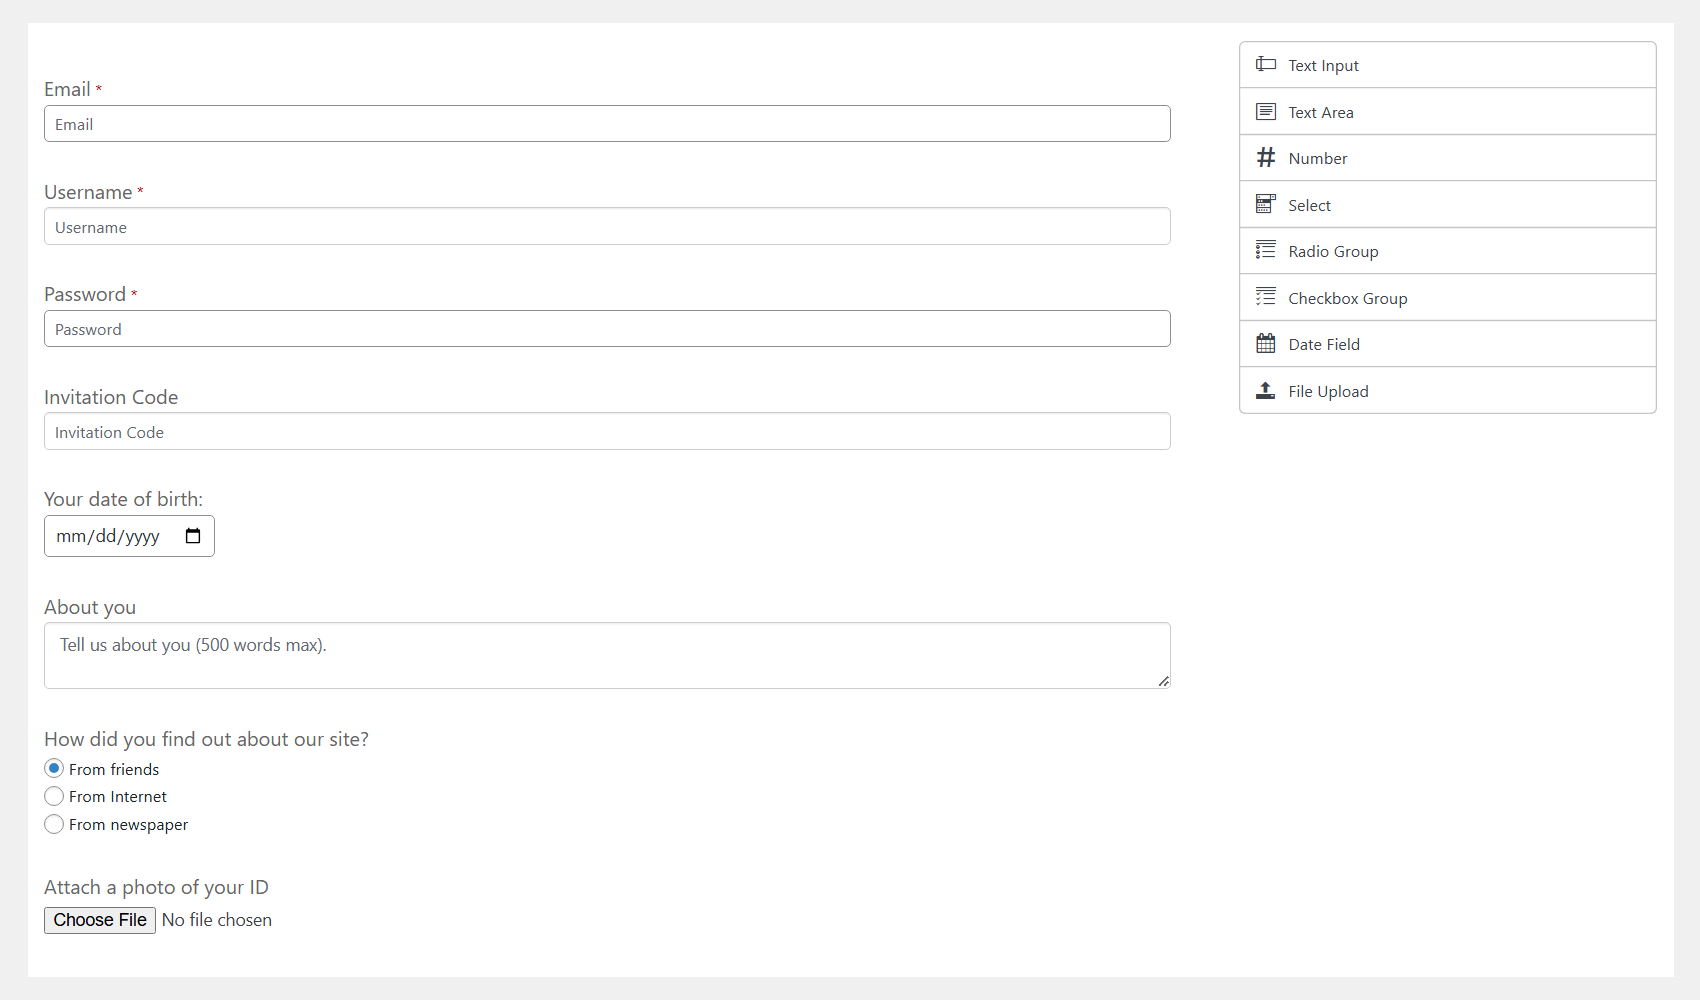 Email *
Email
Username *
Username
Password *
Password
Invitation Code
Invitation Code
Your date of birth:
mm/dd/yyyy
About you
Tell us about you (500 words max).
How did you find out about our site?
From friends
From Internet
From newspaper
Attach a photo of your ID
Choose File No file chosen
Text Input
Text Area
Number
Select
Radio Group
Checkbox Group
Date Field
File Upload